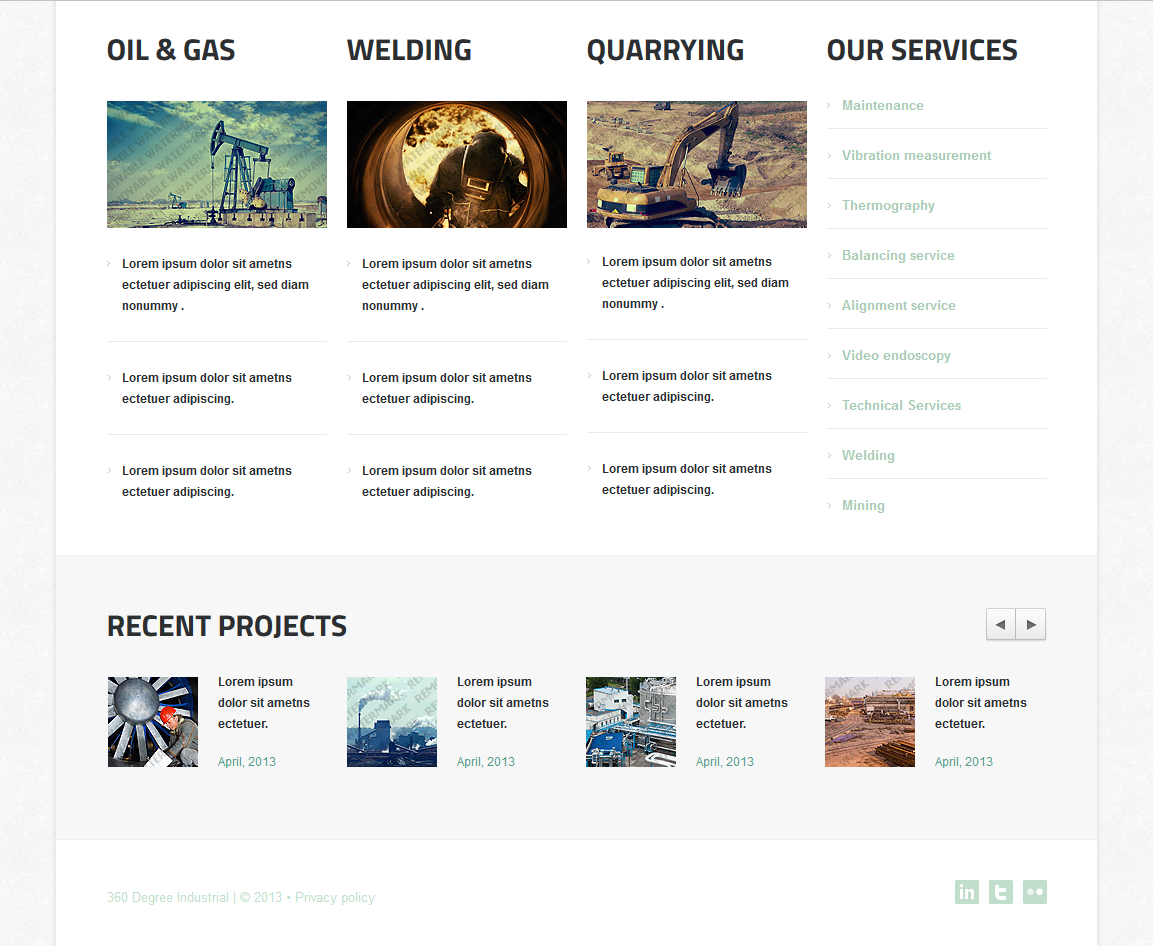 OIL & GAS
Lorem ipsum dolor sit ametns
ectetuer adipiscing elit, sed diam
nonummy .
Lorem ipsum dolor sit ametns
ectetuer adipiscing.
Lorem ipsum dolor sit ametns
ectetuer adipiscing.
WELDING
Lorem ipsum dolor sit ametns
ectetuer adipiscing elit, sed diam
nonummy .
Lorem ipsum dolor sit ametns
ectetuer adipiscing.
Lorem ipsum dolor sit ametns
ectetuer adipiscing.
QUARRYING
Lorem ipsum dolor sit ametns
ectetuer adipiscing elit, sed diam
nonummy .
Lorem ipsum dolor sit ametns
ectetuer adipiscing.
Lorem ipsum dolor sit ametns
ectetuer adipiscing.
OUR SERVICES
Maintenance
Vibration measurement
Thermography
Balancing service
Alignment service
Video endoscopy
Technical Services
Welding
Mining
RECENT PROJECTS
Lorem ipsum
dolor sit ametns
ectetuer.
April, 2013
Lorem ipsum
dolor sit ametns
ectetuer.
April, 2013
Lorem ipsum
dolor sit ametns
ectetuer.
April, 2013
Lorem ipsum
dolor sit ametns
ectetuer.
April, 2013
360 Degree Industrial | © 2013 • Privacy policy
in
t